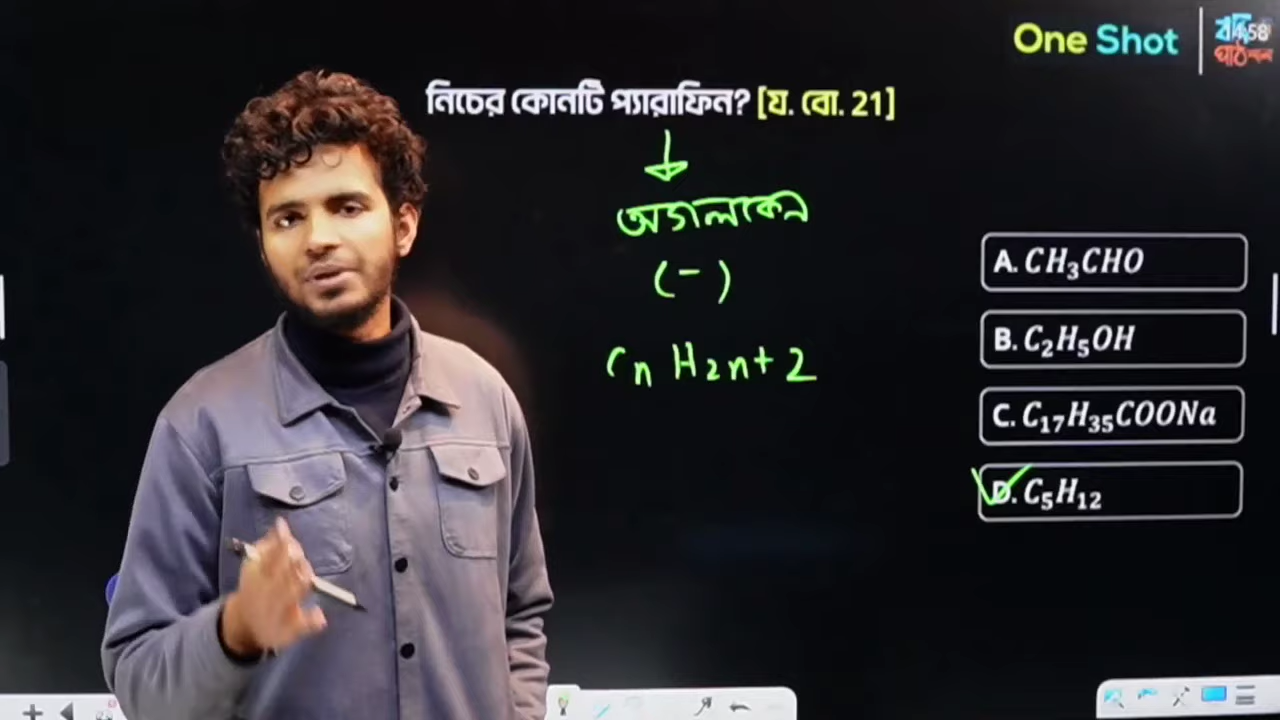 One Shot
নিচের কোনটি প্যারাফিন? [য. বো. 21]
অ্যালকেন
(-)
CnH2n+2
A. CH₃CHO
B. C₂H₅OH
C. C₁₇H₃₅COONa
D. C₅H₁₂